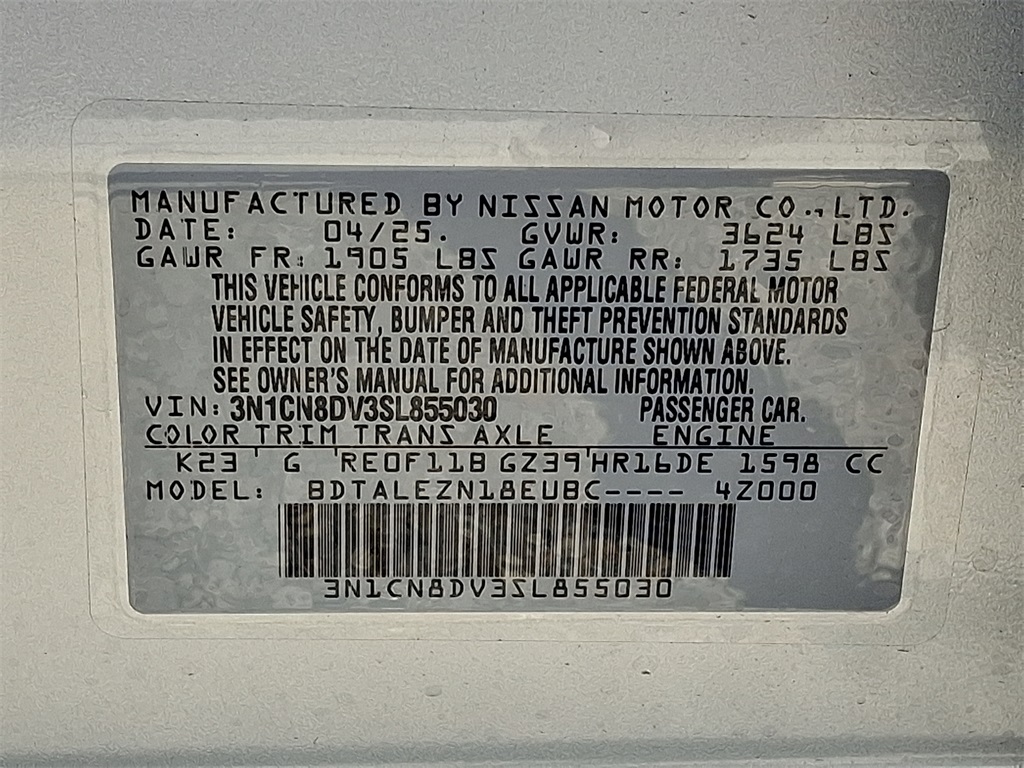 MANUFACTURED BY NISSAN MOTOR CO., LTD.
DATE: 04/25. GVWR: 3624 LBS
GAWR FR: 1905 LBS GAWR RR: 1735 LBS
THIS VEHICLE CONFORMS TO ALL APPLICABLE FEDERAL MOTOR
VEHICLE SAFETY, BUMPER AND THEFT PREVENTION STANDARDS
IN EFFECT ON THE DATE OF MANUFACTURE SHOWN ABOVE.
SEE OWNER'S MANUAL FOR ADDITIONAL INFORMATION.
VIN: 3N1CN8DV3SL855030 PASSENGER CAR.
COLOR TRIM TRANS AXLE ENGINE
K23 G RE0F11B GZ39 HR16DE 1598 CC
MODEL: BDTALEZN18EUBC---- 4Z000
3N1CN8DV3SL855030